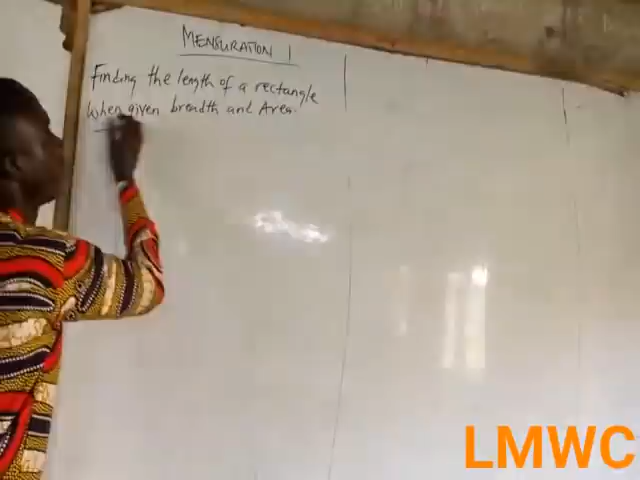 MENSURATION 1
Finding the length of a rectangle
When given breadth and Area.
LMWC